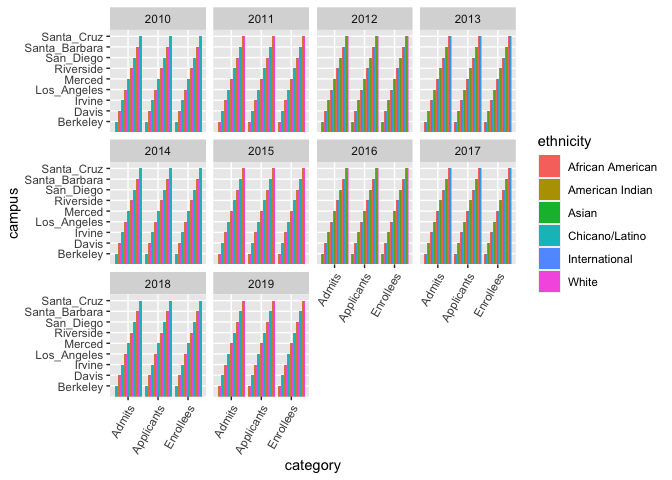 2010 2011 2012 2013
Santa_Cruz
Santa_Barbara
San_Diego
Riverside
Merced
Los_Angeles
Irvine
Davis
Berkeley
2014 2015 2016 2017
Santa_Cruz
Santa_Barbara
San_Diego
Riverside
Merced
Los_Angeles
Irvine
Davis
Berkeley
Admits Applicants Enrollees Admits Applicants Enrollees
2018 2019
Santa_Cruz
Santa_Barbara
San_Diego
Riverside
Merced
Los_Angeles
Irvine
Davis
Berkeley
Admits Applicants Enrollees Admits Applicants Enrollees
category
campus
ethnicity
African American
American Indian
Asian
Chicano/Latino
International
White